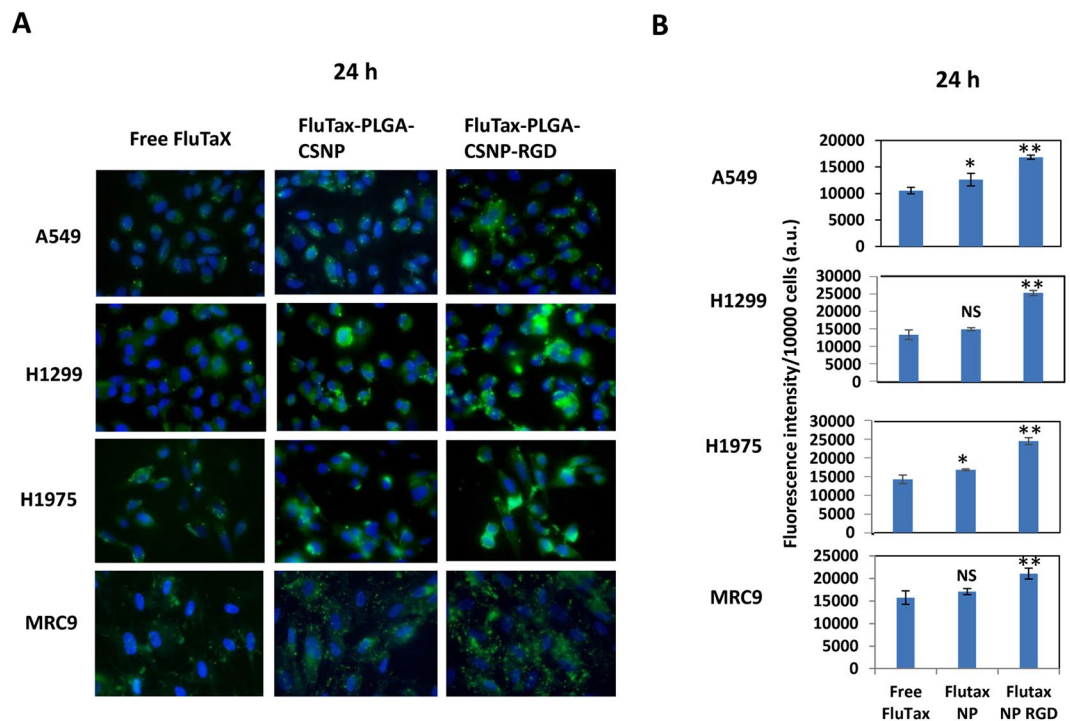 A
24 h
Free FluTaX
FluTax-PLGA-
CSNP
FluTax-PLGA-
CSNP-RGD
A549
H1299
H1975
MRC9
B
24 h
Fluorescence intensity/10000 cells (a.u.)
A549
20000
15000
10000
5000
0
*
**
H1299
30000
25000
20000
15000
10000
5000
0
NS
**
H1975
30000
25000
20000
15000
10000
5000
0
*
**
MRC9
25000
20000
15000
10000
5000
0
NS
**
Free
FluTax
Flutax
NP
Flutax
NP RGD